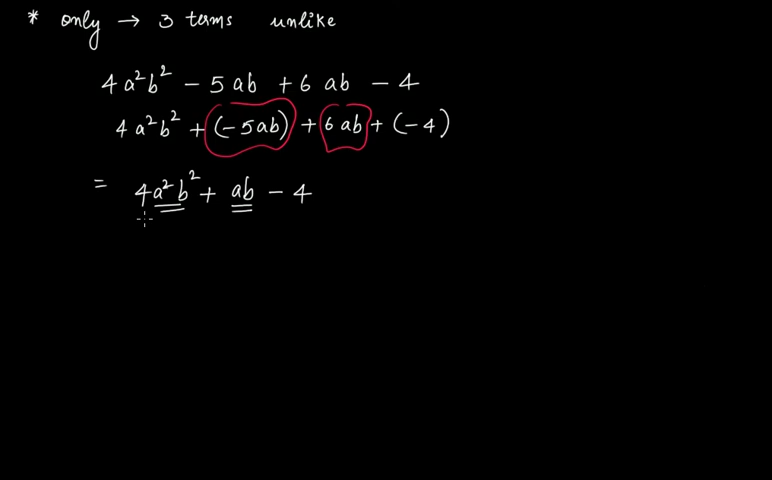 * only → 3 terms unlike
4a²b² - 5ab + 6ab - 4
4a²b² + (-5ab) + 6ab + (-4)
= 4a²b² + ab - 4